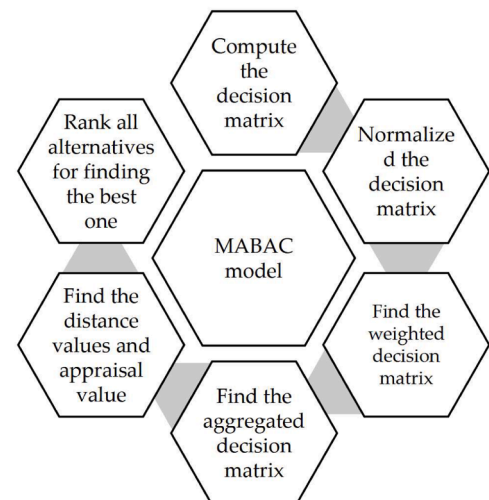 Compute
the
decision
matrix
Normalize
d the
decision
matrix
Find the
weighted
decision
matrix
Find the
aggregated
decision
matrix
Find the
distance
values and
appraisal
value
Rank all
alternatives
for finding
the best
one
MABAC
model